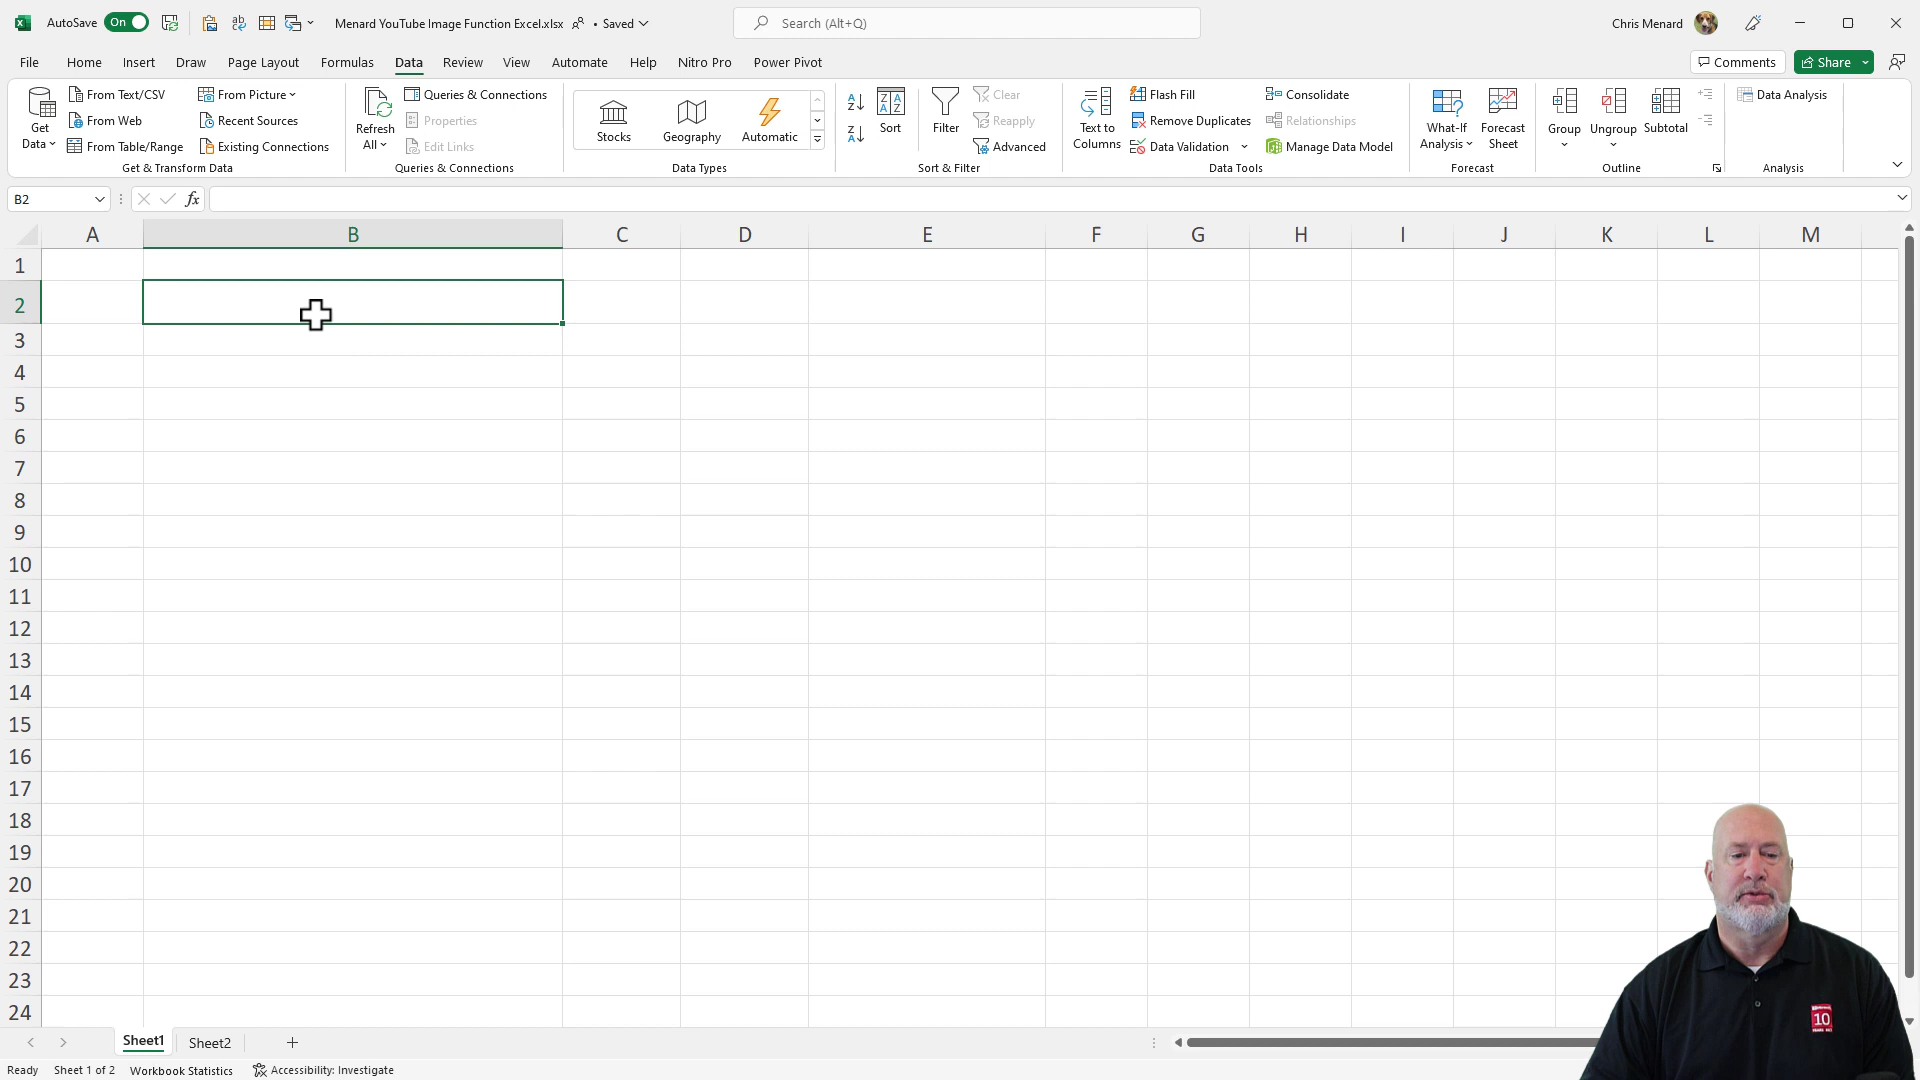 AutoSave On Menard YouTube Image Function Excel.xlsx • Saved Search (Alt+Q) Chris Menard
File Home Insert Draw Page Layout Formulas Data Review View Automate Help Nitro Pro Power Pivot Comments Share
Get Data
From Text/CSV
From Web
From Table/Range
From Picture
Recent Sources
Existing Connections
Get & Transform Data
Refresh All
Queries & Connections
Properties
Edit Links
Queries & Connections
Stocks
Geography
Automatic
Data Types
Sort
Filter
Clear
Reapply
Advanced
Sort & Filter
Text to Columns
Flash Fill
Remove Duplicates
Data Validation
Consolidate
Relationships
Manage Data Model
Data Tools
What-If Analysis
Forecast Sheet
Forecast
Group
Ungroup
Subtotal
Outline
Data Analysis
Analysis
B2 fx
A B C D E F G H I J K L M
1
2
3
4
5
6
7
8
9
10
11
12
13
14
15
16
17
18
19
20
21
22
23
24
10
Sheet1 Sheet2
Ready Sheet 1 of 2 Workbook Statistics Accessibility: Investigate